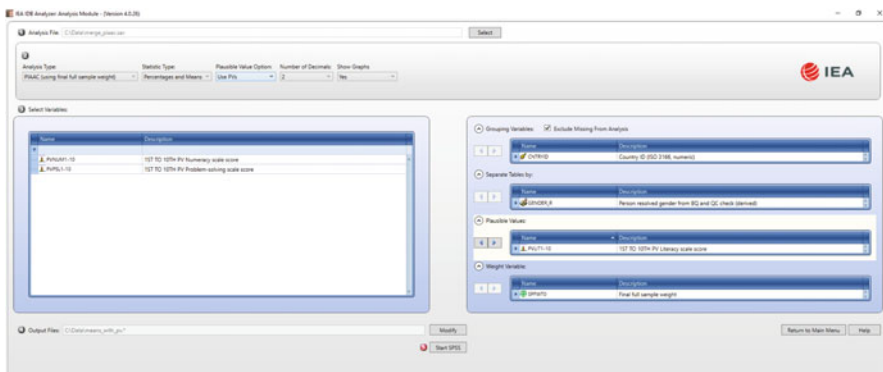 IEA IDB Analyzer: Analysis Module - (Version 4.0.26)
Analysis File: C:\Data\merge_piaac.sav Select
Analysis Type: Statistic Type: Plausible Value Option: Number of Decimals: Show Graphs
PIAAC (using final full sample weight) Percentages and Means Use PVs 2 Yes
IEA
Select Variables:
Name Description
PVNUM1-10 1ST TO 10TH PV Numeracy scale score
PVPSL1-10 1ST TO 10TH PV Problem-solving scale score
Grouping Variables: Exclude Missing From Analysis
Name Description
CNTRYID Country ID (ISO 3166, numeric)
Separate Tables by:
Name Description
GENDER_R Person resolved gender from BQ and QC check (derived)
Plausible Values:
Name Description
PVLIT1-10 1ST TO 10TH PV Literacy scale score
Weight Variable:
Name Description
SPFWT0 Final full sample weight
Output Files: C:\Data\means_with_pv.* Modify
Return to Main Menu Help
Start SPSS